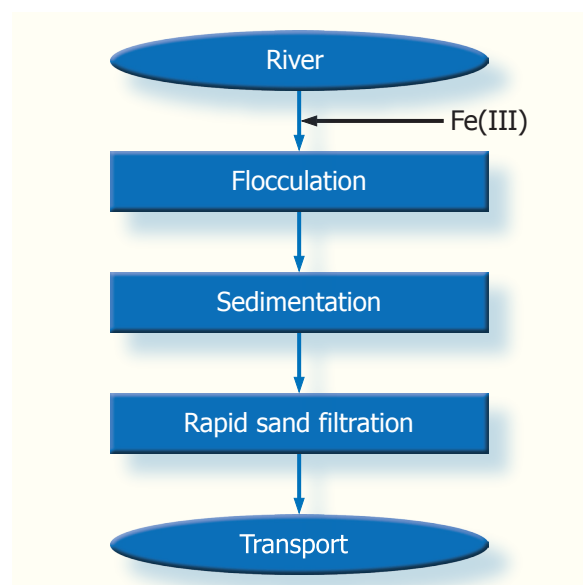 River
Fe(III)
Flocculation
Sedimentation
Rapid sand filtration
Transport